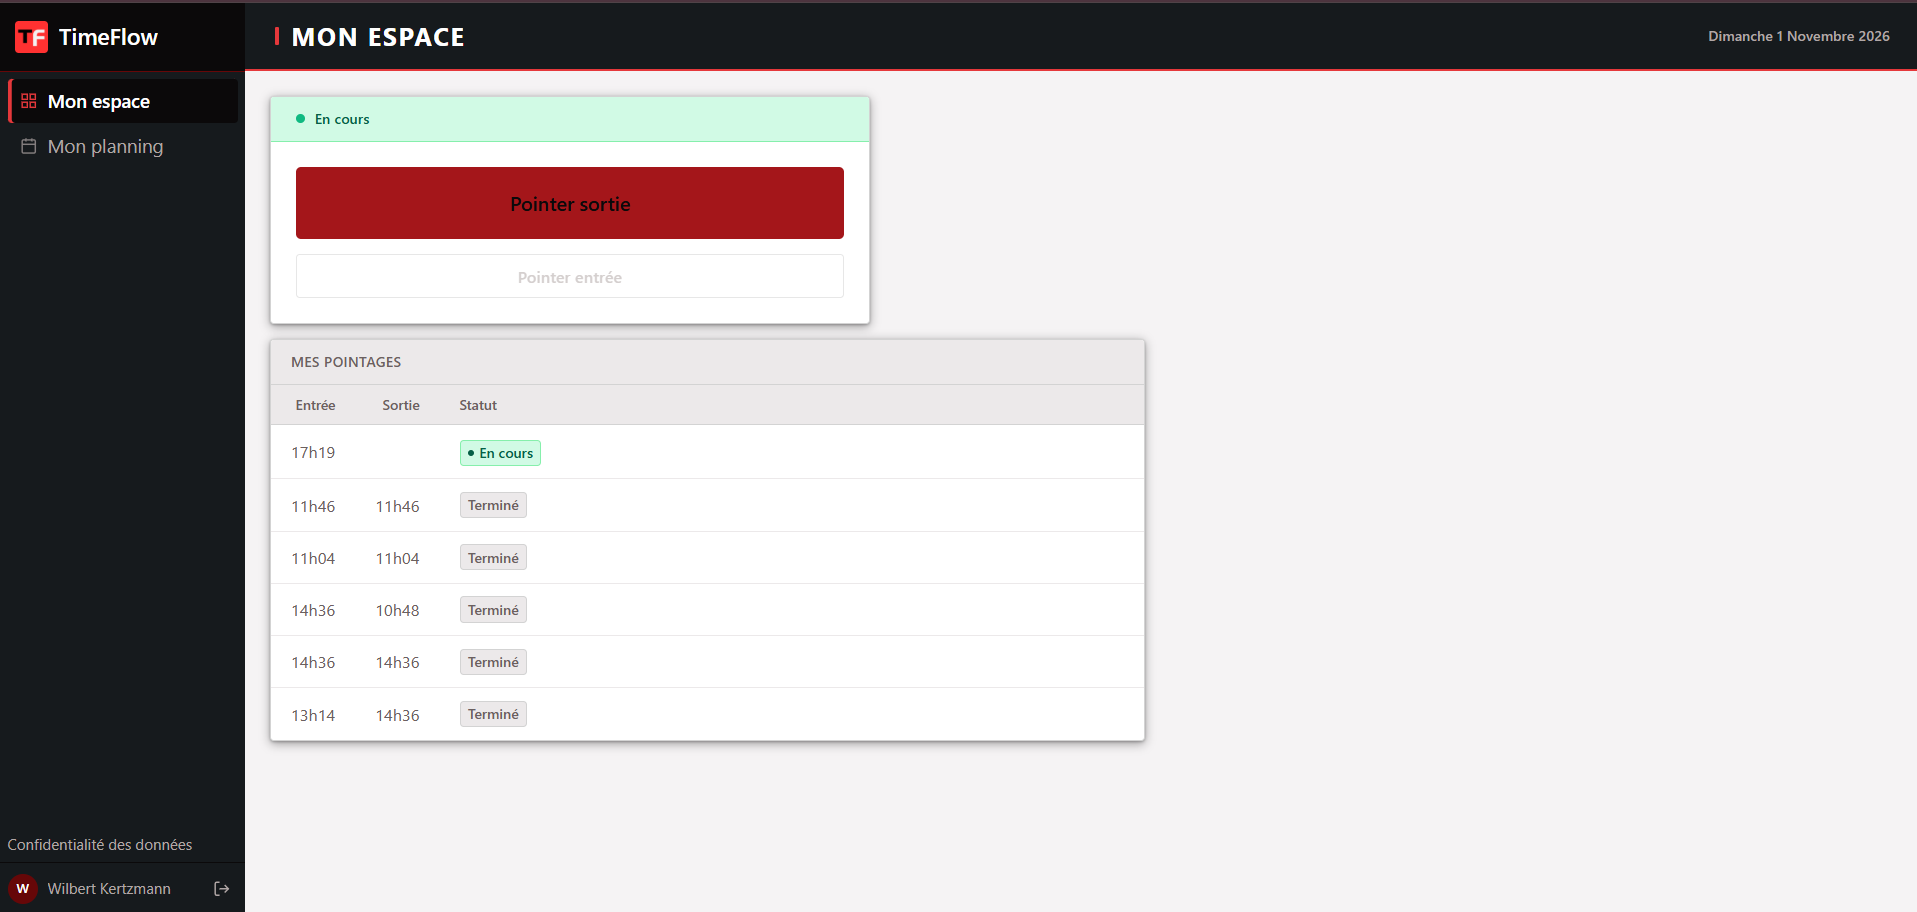 TF TimeFlow
MON ESPACE
Dimanche 1 Novembre 2026
Mon espace
Mon planning
En cours
Pointer sortie
Pointer entrée
MES POINTAGES
Entrée Sortie Statut
17h19 En cours
11h46 11h46 Terminé
11h04 11h04 Terminé
14h36 10h48 Terminé
14h36 14h36 Terminé
13h14 14h36 Terminé
Confidentialité des données
W Wilbert Kertzmann